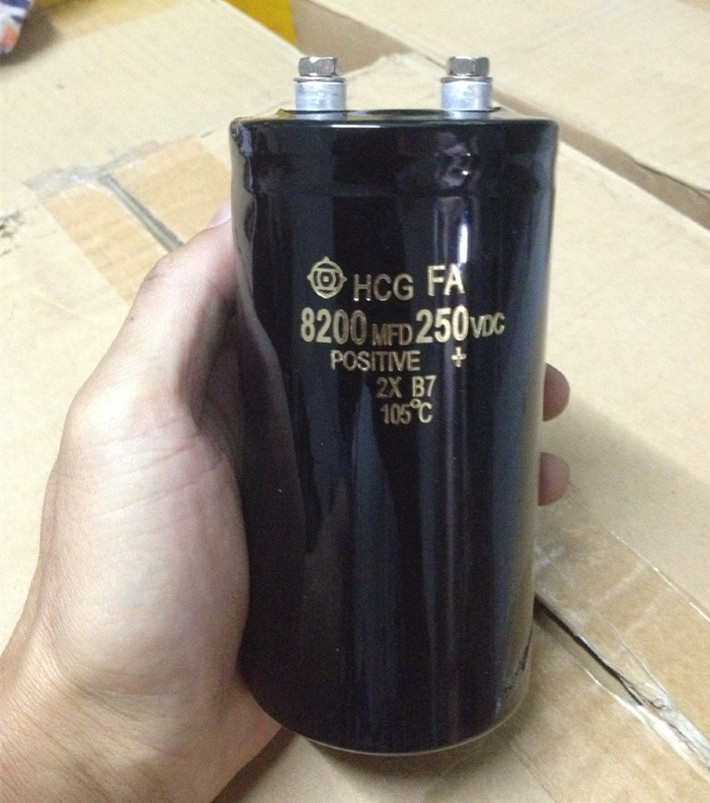 HCG FA
8200 MFD 250 VDC
POSITIVE +
2X B7
105°C